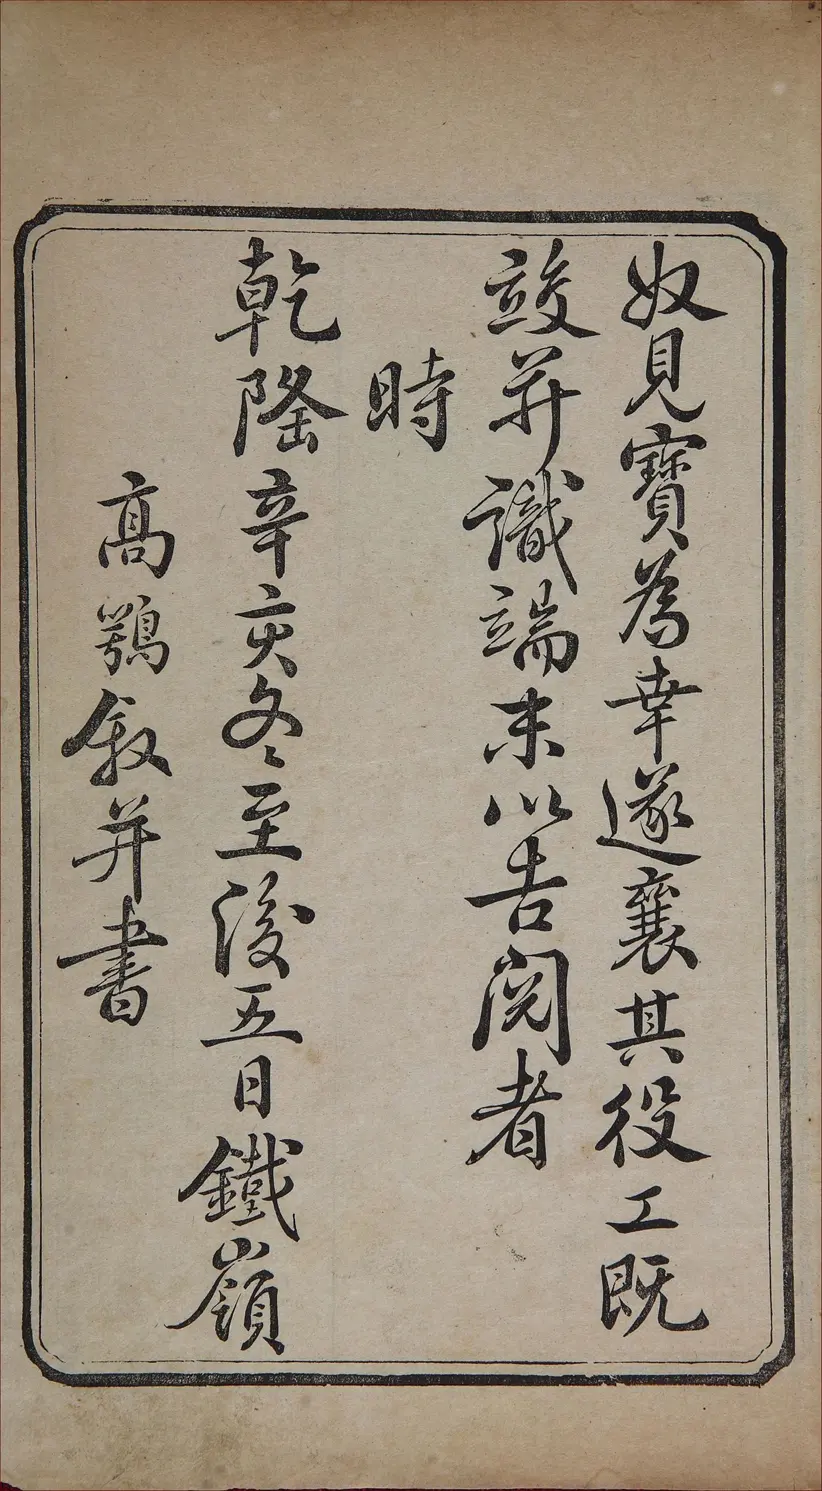 奴見寶為幸遂襄其役工既
竣并識端末以告閱者
時
乾隆辛亥冬至後五日鐵嶺
高鶚敘并書